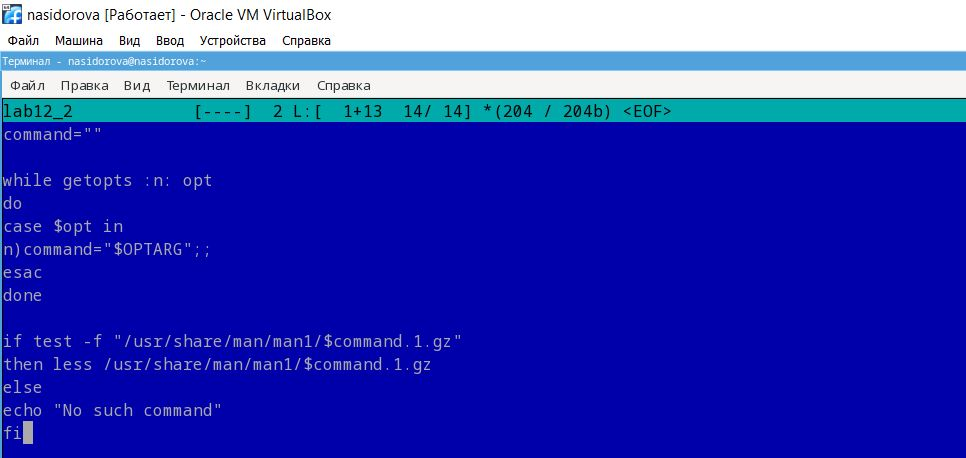 nasidorova [Работает] - Oracle VM VirtualBox
Файл Машина Вид Ввод Устройства Справка
Терминал - nasidorova@nasidorova:~
Файл Правка Вид Терминал Вкладки Справка
lab12_2 [----] 2 L:[ 1+13 14/ 14] *(204 / 204b) <EOF>
command=""
while getopts :n: opt
do
case $opt in
n)command="$OPTARG";;
esac
done
if test -f "/usr/share/man/man1/$command.1.gz"
then less /usr/share/man/man1/$command.1.gz
else
echo "No such command"
fi